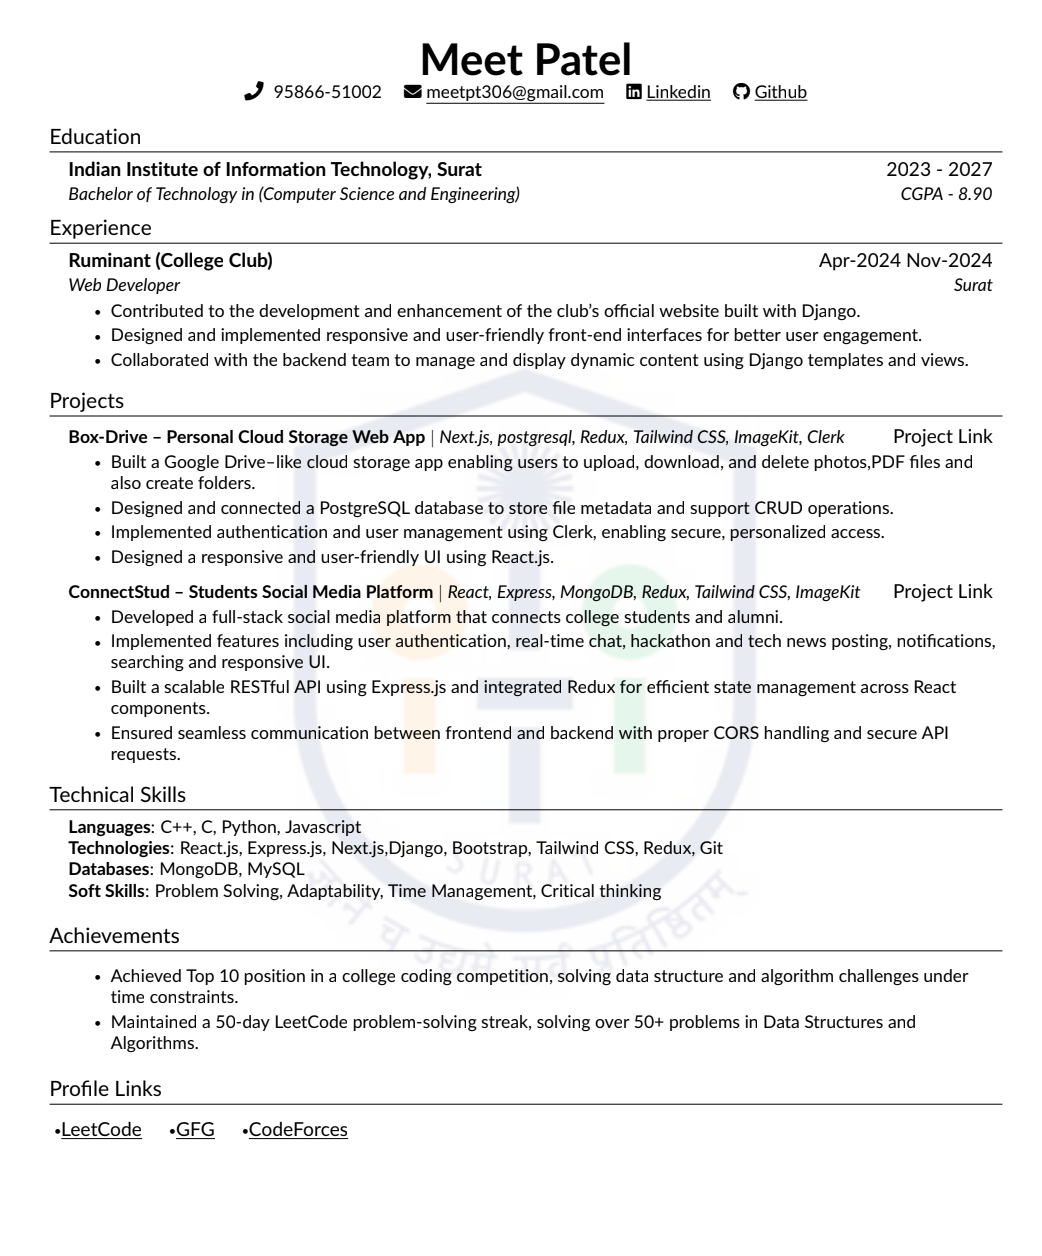 Meet Patel
95866-51002 meetpt306@gmail.com Linkedin Github
Education
Indian Institute of Information Technology, Surat 2023 - 2027
Bachelor of Technology in (Computer Science and Engineering) CGPA - 8.90
Experience
Ruminant (College Club) Apr-2024 Nov-2024
Web Developer Surat
• Contributed to the development and enhancement of the club’s official website built with Django.
• Designed and implemented responsive and user-friendly front-end interfaces for better user engagement.
• Collaborated with the backend team to manage and display dynamic content using Django templates and views.
Projects
Box-Drive – Personal Cloud Storage Web App | Next.js, postgresql, Redux, Tailwind CSS, ImageKit, Clerk Project Link
• Built a Google Drive–like cloud storage app enabling users to upload, download, and delete photos,PDF files and
also create folders.
• Designed and connected a PostgreSQL database to store file metadata and support CRUD operations.
• Implemented authentication and user management using Clerk, enabling secure, personalized access.
• Designed a responsive and user-friendly UI using React.js.
ConnectStud – Students Social Media Platform | React, Express, MongoDB, Redux, Tailwind CSS, ImageKit Project Link
• Developed a full-stack social media platform that connects college students and alumni.
• Implemented features including user authentication, real-time chat, hackathon and tech news posting, notifications,
searching and responsive UI.
• Built a scalable RESTful API using Express.js and integrated Redux for efficient state management across React
components.
• Ensured seamless communication between frontend and backend with proper CORS handling and secure API
requests.
Technical Skills
Languages: C++, C, Python, Javascript
Technologies: React.js, Express.js, Next.js,Django, Bootstrap, Tailwind CSS, Redux, Git
Databases: MongoDB, MySQL
Soft Skills: Problem Solving, Adaptability, Time Management, Critical thinking
SURAT
Achievements
• Achieved Top 10 position in a college coding competition, solving data structure and algorithm challenges under
time constraints.
• Maintained a 50-day LeetCode problem-solving streak, solving over 50+ problems in Data Structures and
Algorithms.
Profile Links
•LeetCode •GFG •CodeForces